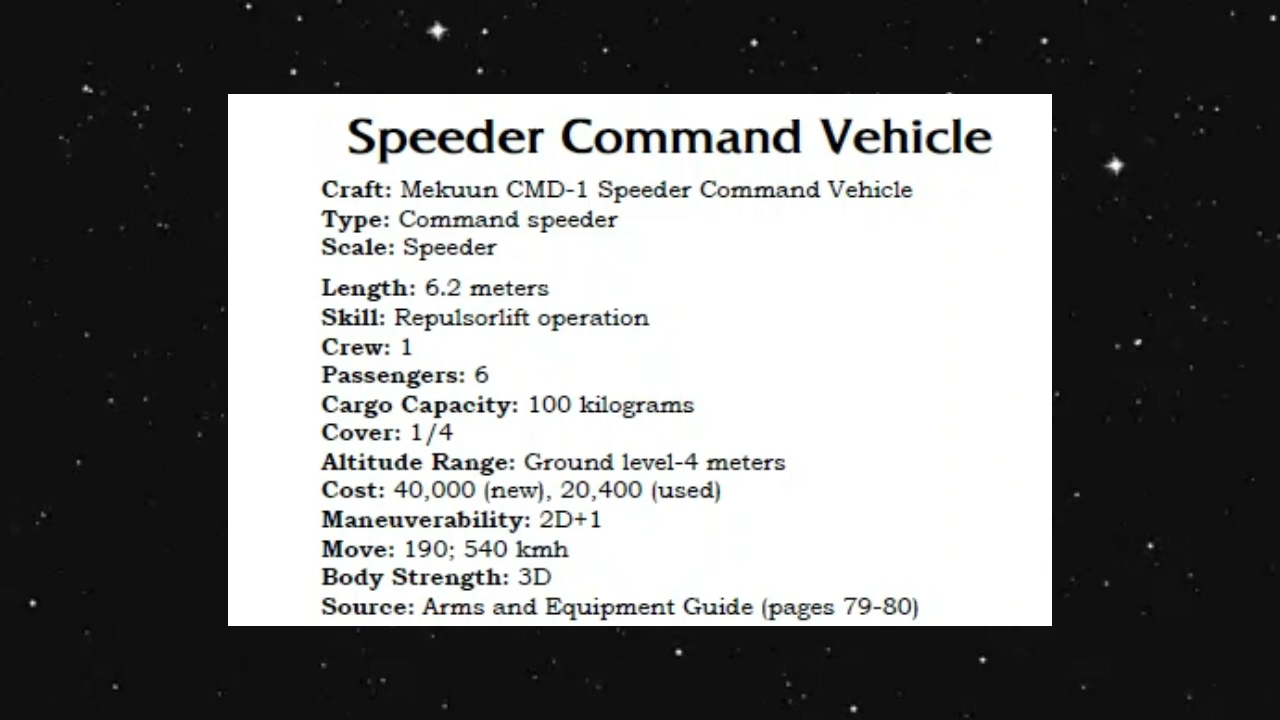 Speeder Command Vehicle
Craft: Mekuun CMD-1 Speeder Command Vehicle
Type: Command speeder
Scale: Speeder
Length: 6.2 meters
Skill: Repulsorlift operation
Crew: 1
Passengers: 6
Cargo Capacity: 100 kilograms
Cover: 1/4
Altitude Range: Ground level-4 meters
Cost: 40,000 (new), 20,400 (used)
Maneuverability: 2D+1
Move: 190; 540 kmh
Body Strength: 3D
Source: Arms and Equipment Guide (pages 79-80)